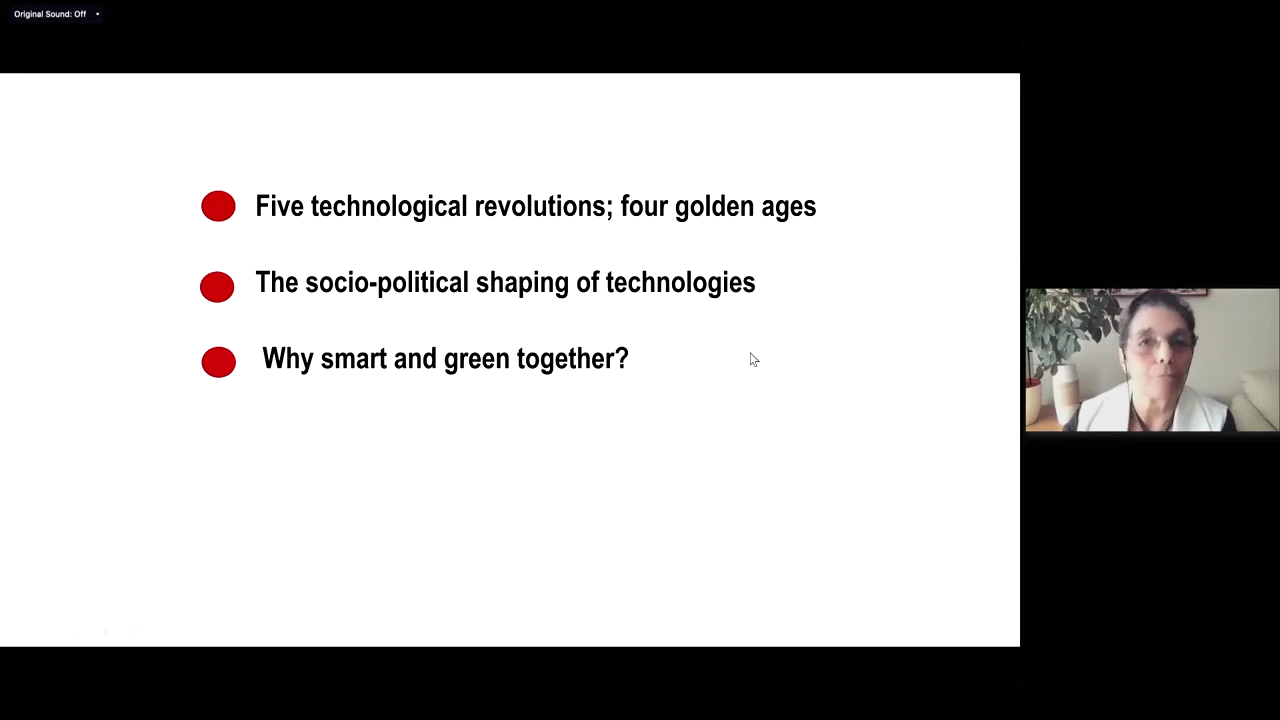 Original Sound: Off
Five technological revolutions; four golden ages
The socio-political shaping of technologies
Why smart and green together?